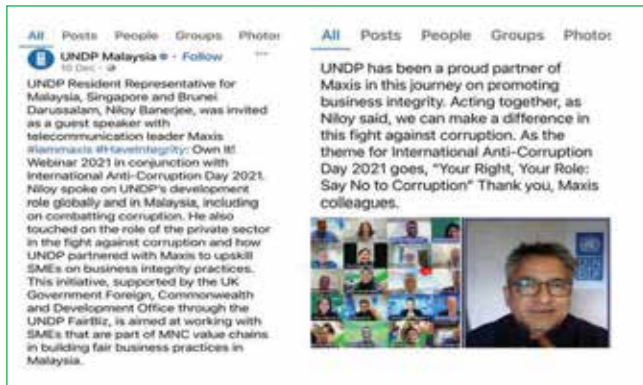 All Posts People Groups Photos
UNDP Malaysia · Follow ...
10 Dec ·
UNDP Resident Representative for
Malaysia, Singapore and Brunei
Darussalam, Niloy Banerjee, was invited
as a guest speaker with
telecommunication leader Maxis
#iammaxis #HaveIntegrity: Own It!
Webinar 2021 in conjunction with
International Anti-Corruption Day 2021.
Niloy spoke on UNDP's development
role globally and in Malaysia, including
on combatting corruption. He also
touched on the role of the private sector
in the fight against corruption and how
UNDP partnered with Maxis to upskill
SMEs on business integrity practices.
This initiative, supported by the UK
Government Foreign, Commonwealth
and Development Office through the
UNDP FairBiz, is aimed at working with
SMEs that are part of MNC value chains
in building fair business practices in
Malaysia.
All Posts People Groups Photos
UNDP has been a proud partner of
Maxis in this journey on promoting
business integrity. Acting together, as
Niloy said, we can make a difference in
this fight against corruption. As the
theme for International Anti-Corruption
Day 2021 goes, "Your Right, Your Role:
Say No to Corruption" Thank you, Maxis
colleagues.